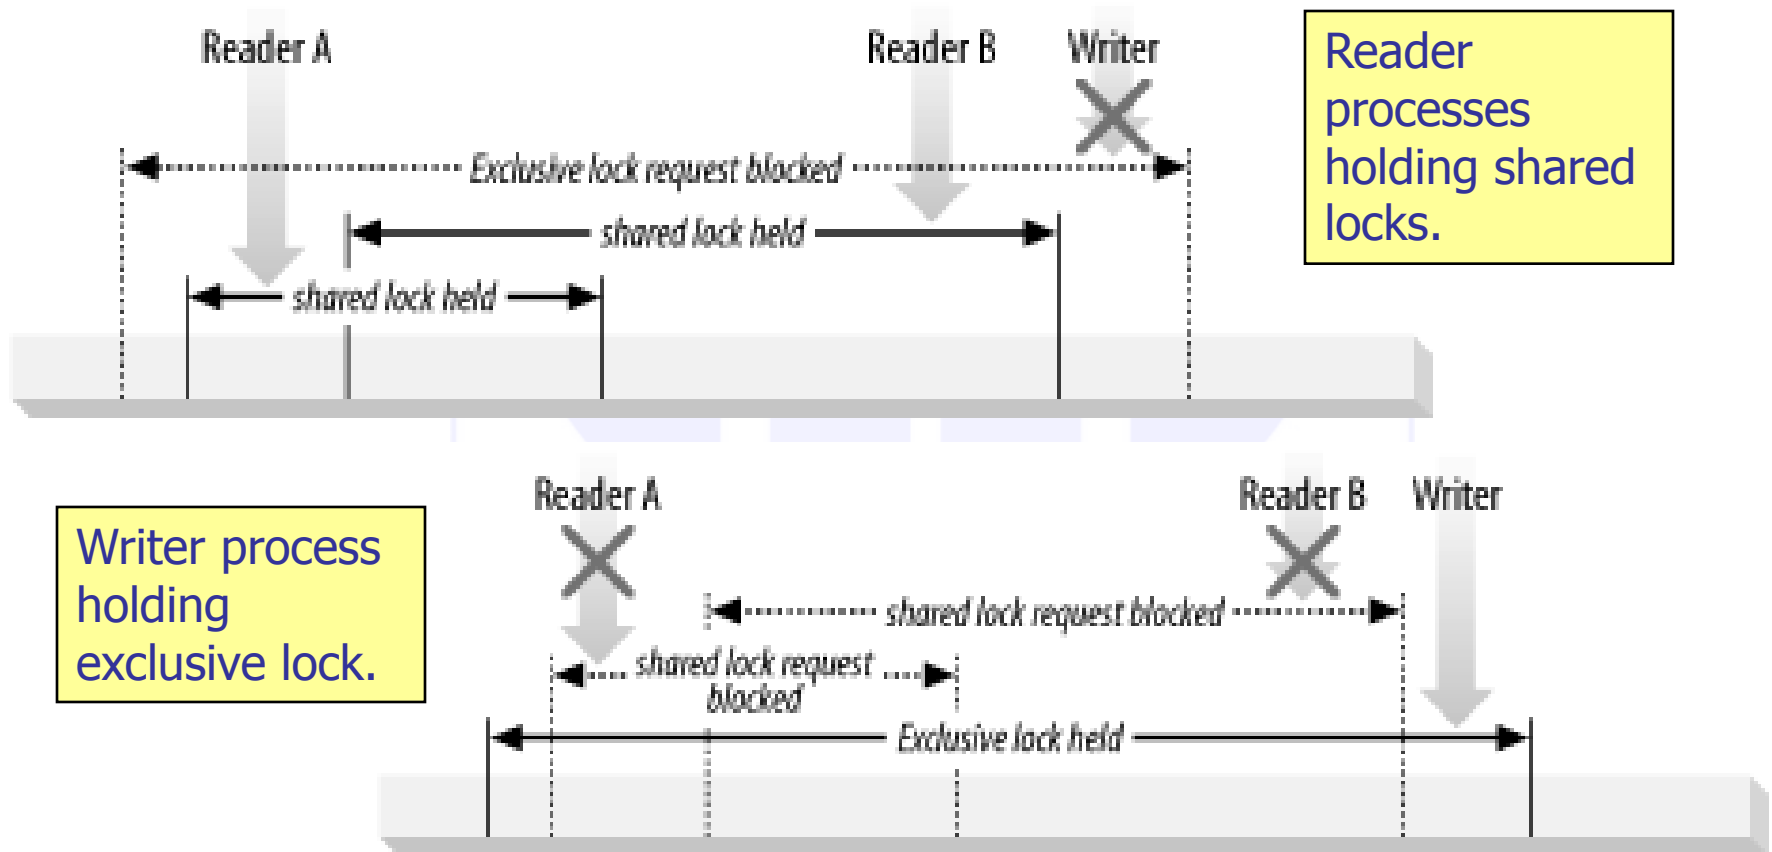 Reader A
Reader B
Writer
Reader
processes
holding shared
locks.
Exclusive lock request blocked
shared lock held
shared lock held
Reader A
Reader B
Writer
Writer process
holding
exclusive lock.
shared lock request blocked
shared lock request
blocked
Exclusive lock held